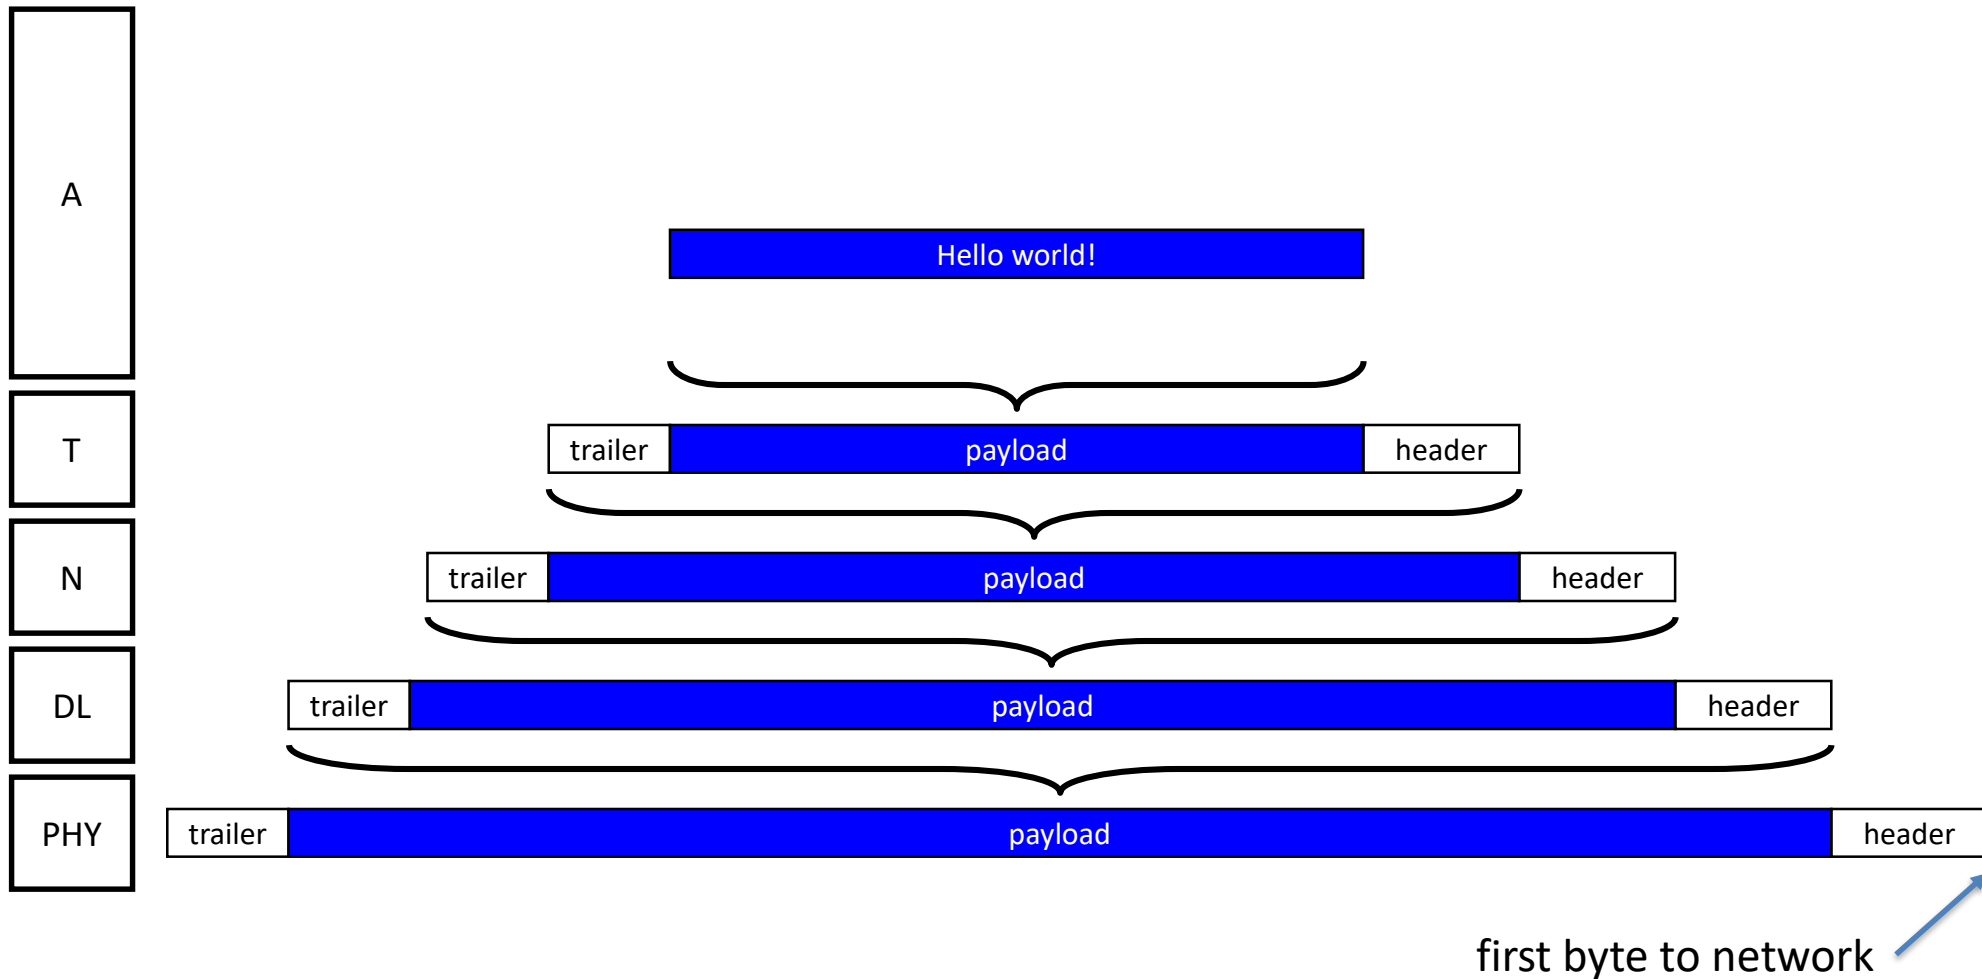 A
Hello world!
T
trailer payload header
N
trailer payload header
DL
trailer payload header
PHY
trailer payload header
first byte to network